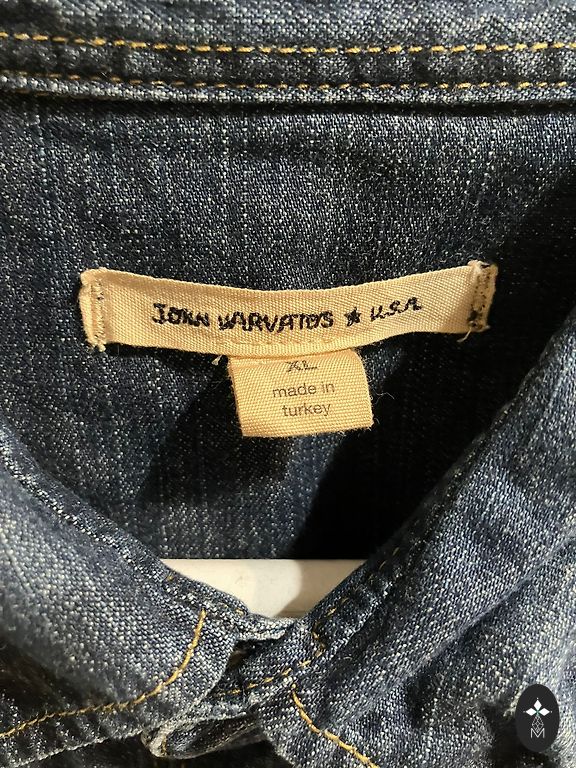 JOHN VARVATOS ★ U.S.A.
XL
made in
turkey
M